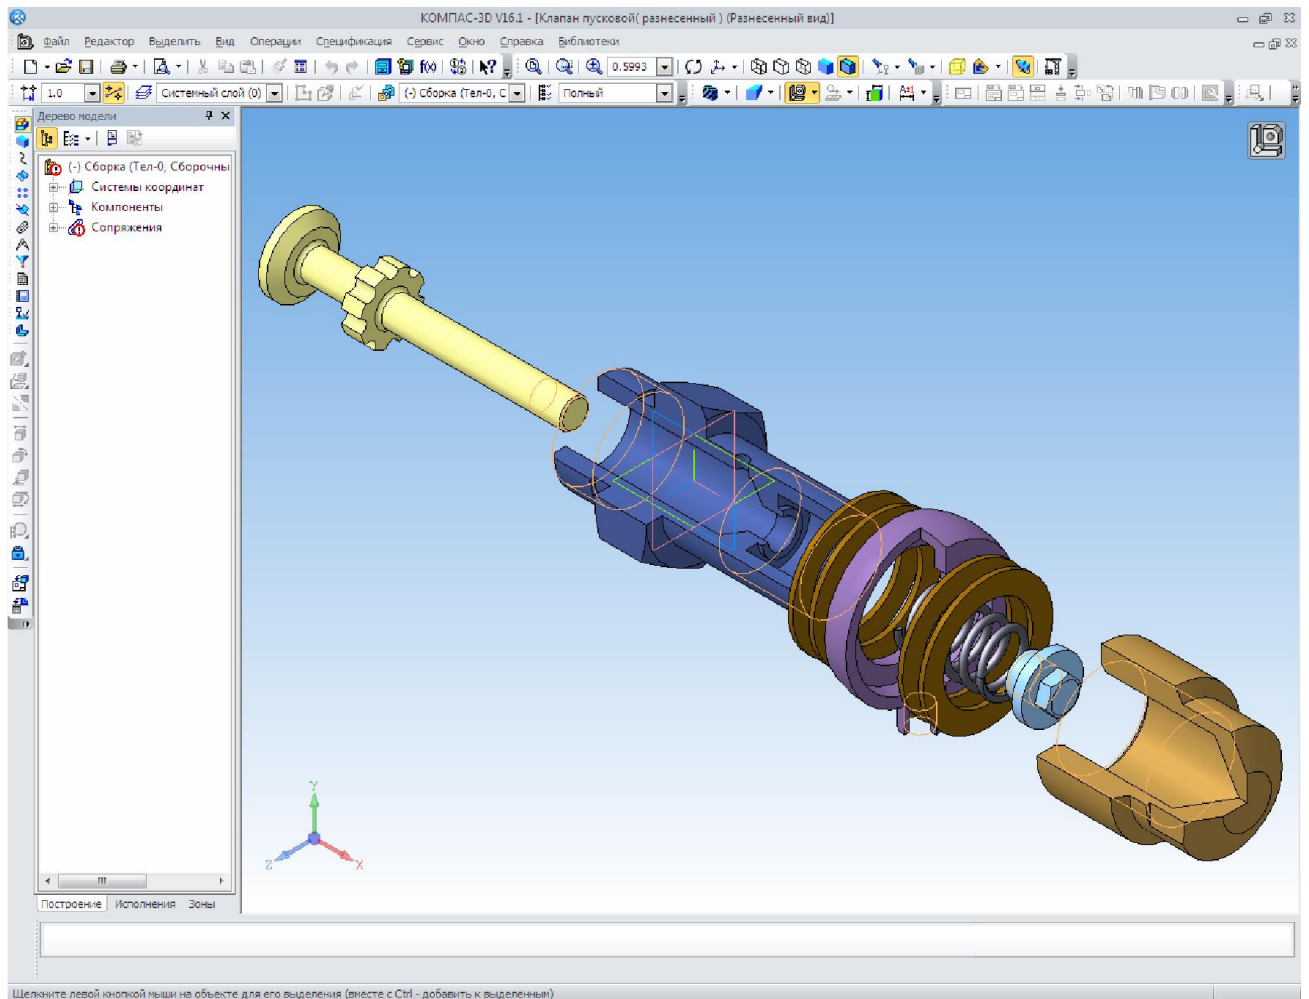 КОМПАС-3D V16.1 - [Клапан пусковой( разнесенный ) (Разнесенный вид)]
Файл Редактор Выделить Вид Операции Спецификация Сервис Окно Справка Библиотеки
0.5993
1.0 Системный слой (0) (-) Сборка (Тел-0, С Полный
Дерево модели
(-) Сборка (Тел-0, Сборочны
Системы координат
Компоненты
Сопряжения
Y
Z X
Построение Исполнения Зоны
Щелкните левой кнопкой мыши на объекте для его выделения (вместе с Ctrl - добавить к выделенным)